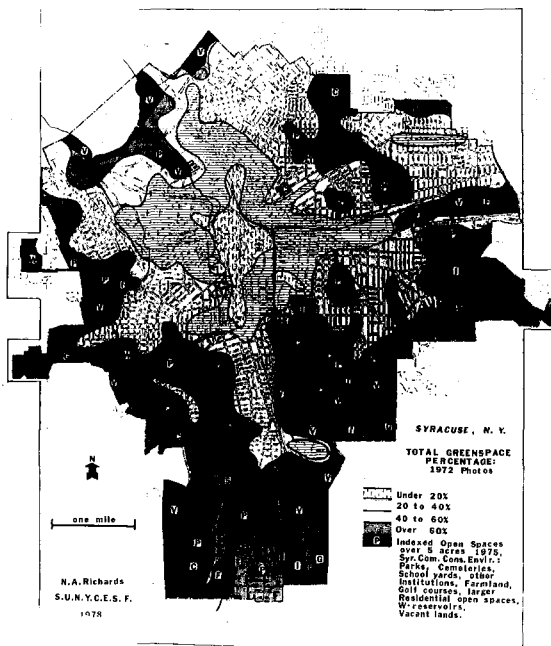 SYRACUSE, N. Y.
TOTAL GREENSPACE
PERCENTAGE:
1972 Photos
Under 20%
20 to 40%
40 to 60%
Over 60%
Indexed Open Spaces
over 5 acres 1975,
Syr. Com. Cons. Envir.:
Parks, Cemeteries,
School yards, other
Institutions, Farmland,
Golf courses, larger
Residential open spaces,
W-reservoirs,
Vacant lands.
N
one mile
N.A. Richards
S.U.N.Y.C.E.S.F.
1978